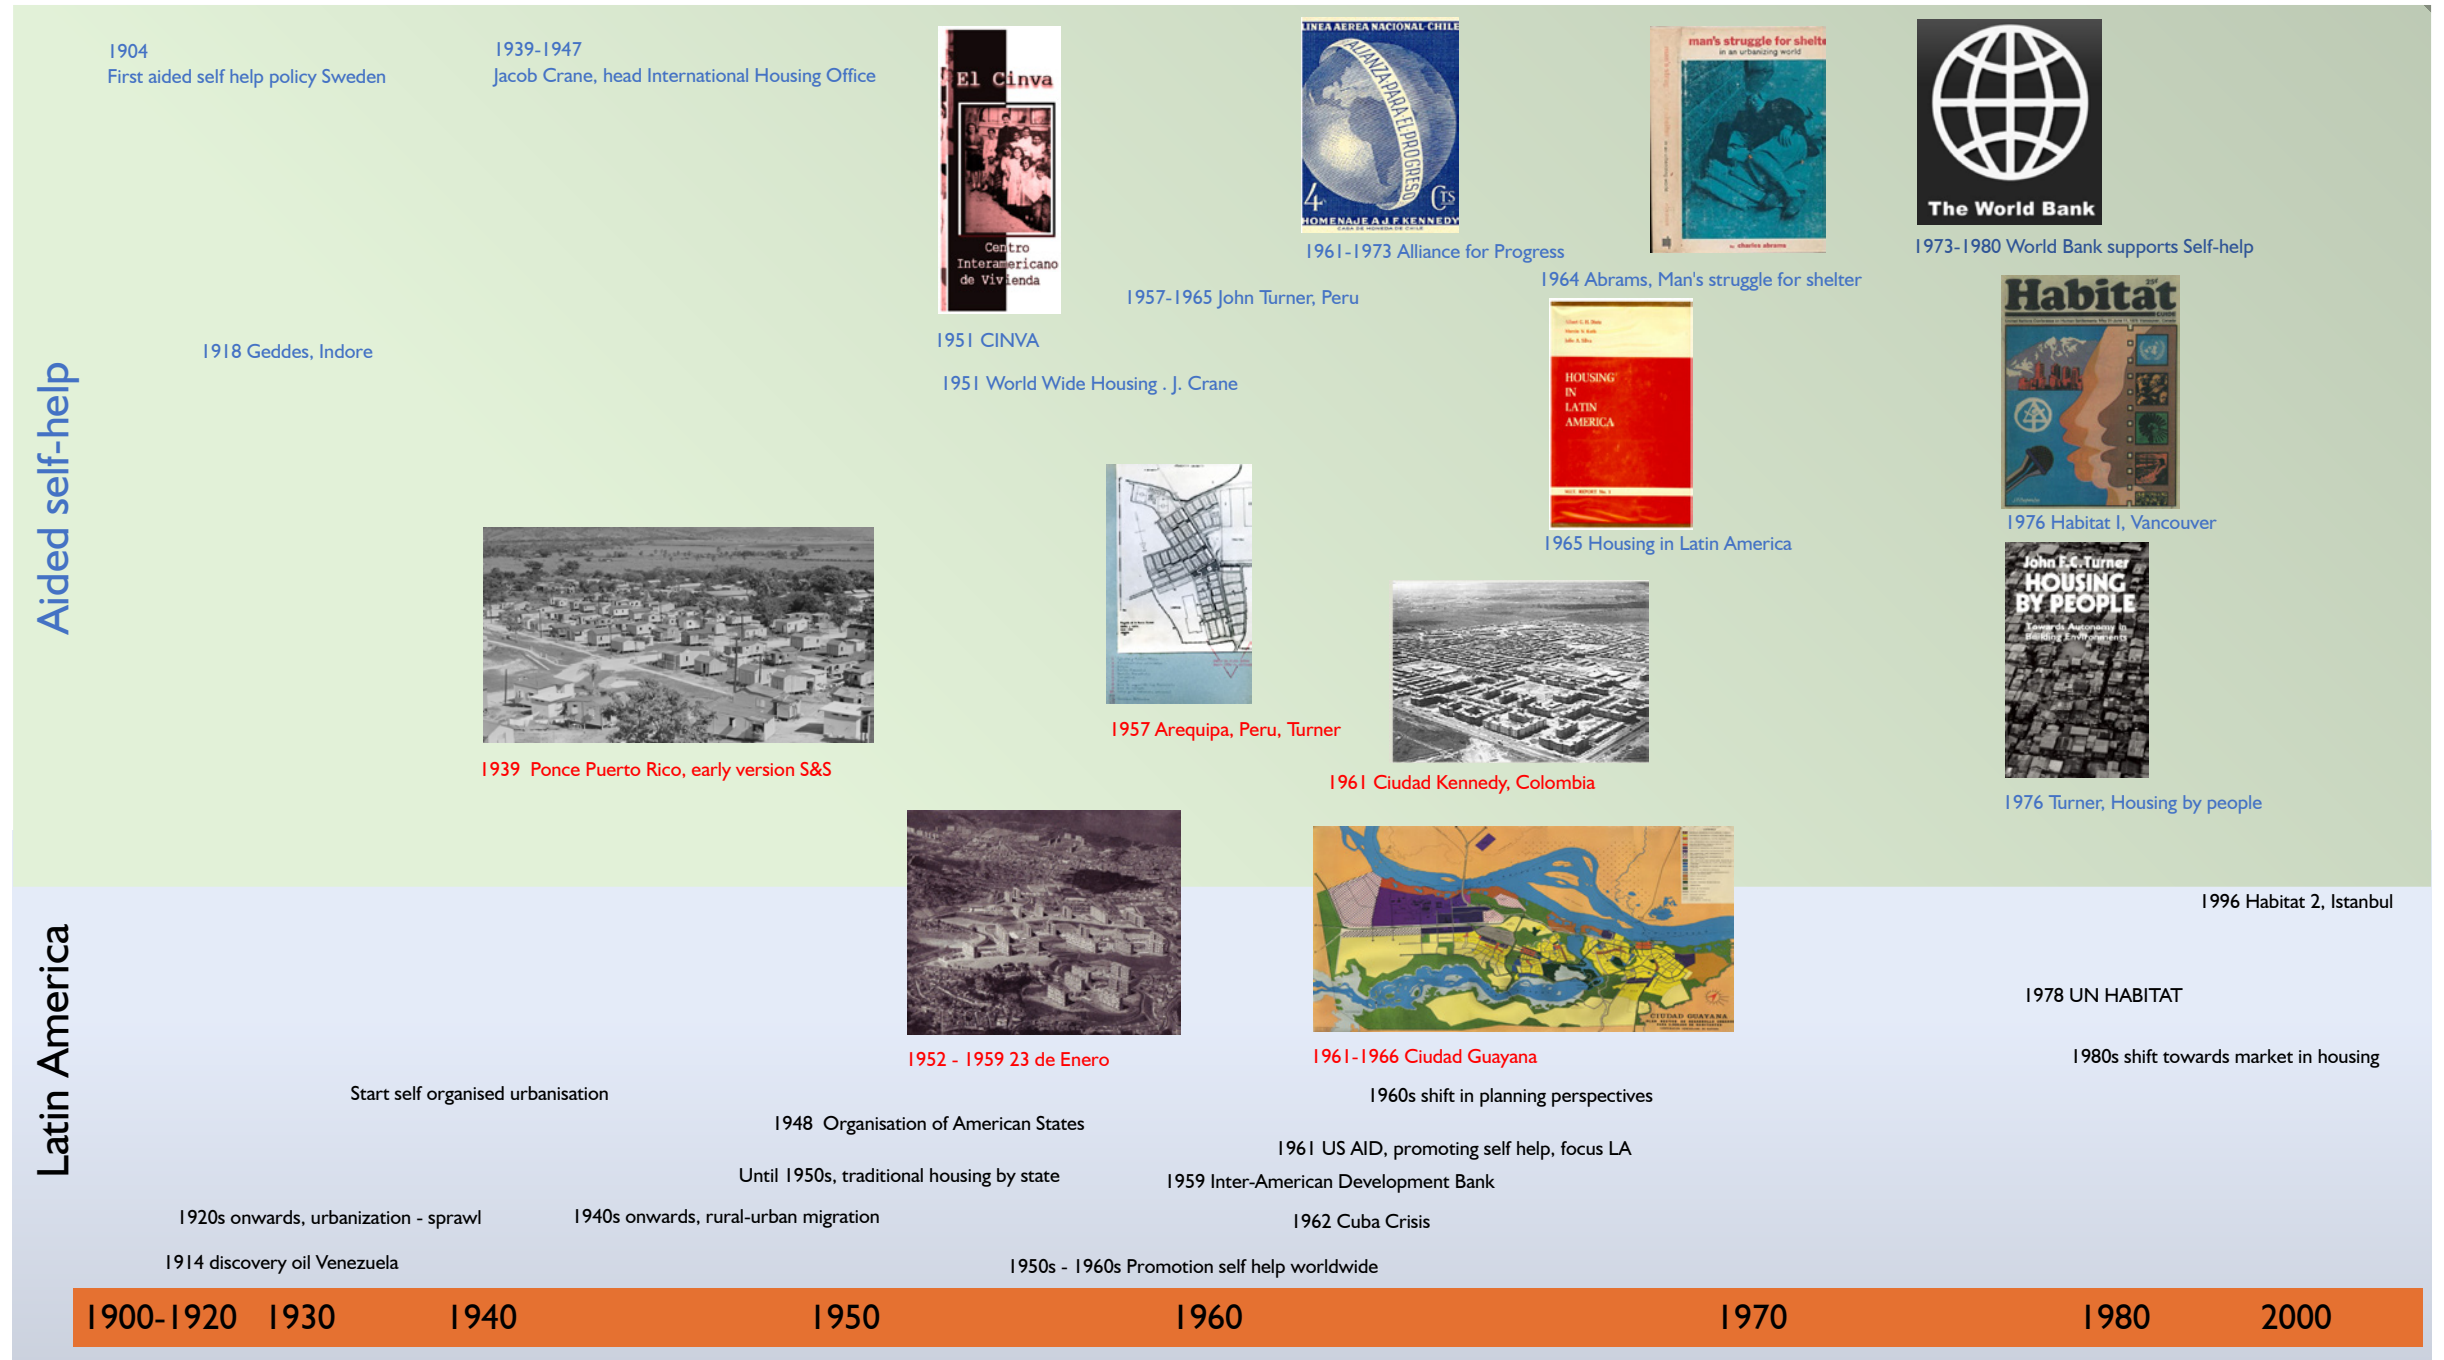 1904
First aided self help policy Sweden
1939-1947
Jacob Crane, head International Housing Office
El Cinva
Centro
Interamericano
de Vivienda
LINEA AEREA NACIONAL-CHILE
ALIANZA PARA EL PROGRESO
4 CTS
HOMENAJE A J.F.KENNEDY
CASA DE MONEDA DE CHILE
man's struggle for shelte
in an urbanizing world
by charles abrams
The World Bank
1961-1973 Alliance for Progress
1964 Abrams, Man's struggle for shelter
1973-1980 World Bank supports Self-help
1957-1965 John Turner, Peru
1951 CINVA
1918 Geddes, Indore
1951 World Wide Housing . J. Crane
Habitat
HOUSING
IN
LATIN
AMERICA
Aided self-help
1976 Habitat I, Vancouver
1965 Housing in Latin America
John F.C.Turner
HOUSING
BY PEOPLE
Towards Autonomy in
Building Environments
1957 Arequipa, Peru, Turner
1939 Ponce Puerto Rico, early version S&S
1961 Ciudad Kennedy, Colombia
1976 Turner, Housing by people
1996 Habitat 2, Istanbul
Latin America
1978 UN HABITAT
CIUDAD GUAYANA
1952 - 1959 23 de Enero
1961-1966 Ciudad Guayana
1980s shift towards market in housing
Start self organised urbanisation
1960s shift in planning perspectives
1948 Organisation of American States
1961 US AID, promoting self help, focus LA
Until 1950s, traditional housing by state
1959 Inter-American Development Bank
1920s onwards, urbanization - sprawl
1940s onwards, rural-urban migration
1962 Cuba Crisis
1914 discovery oil Venezuela
1950s - 1960s Promotion self help worldwide
1900-1920 1930 1940 1950 1960 1970 1980 2000